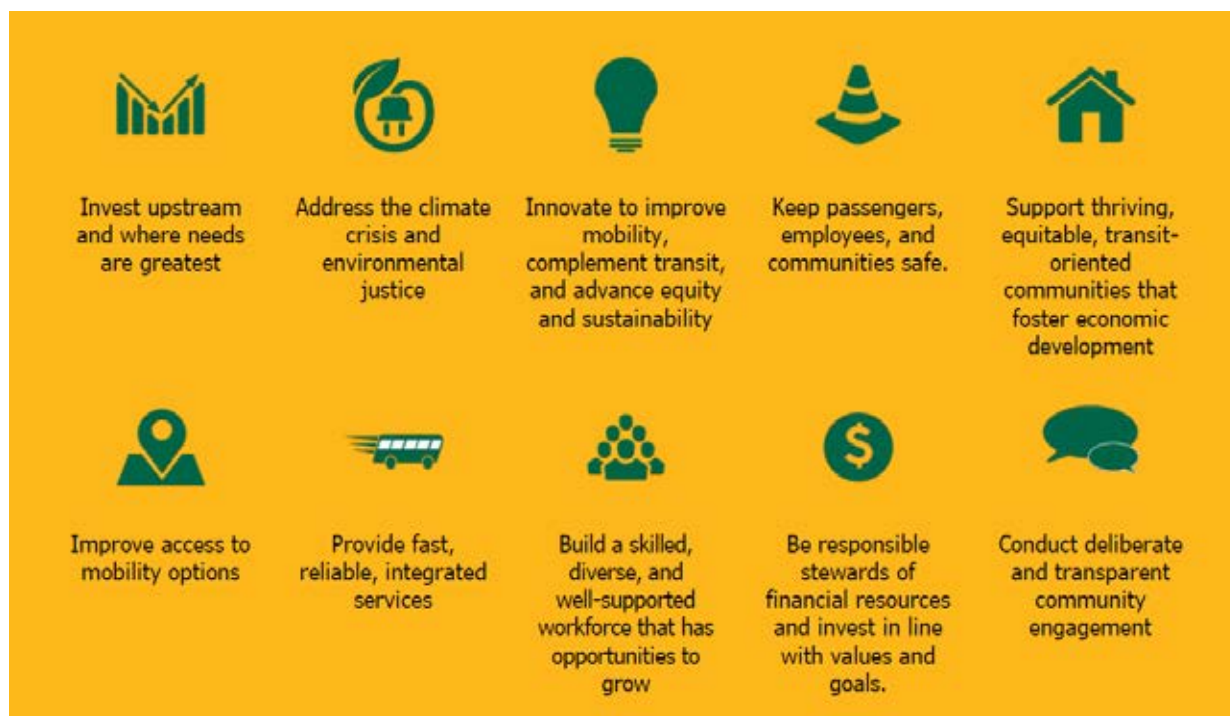 Invest upstream
and where needs
are greatest
Address the climate
crisis and
environmental
justice
Innovate to improve
mobility,
complement transit,
and advance equity
and sustainability
Keep passengers,
employees, and
communities safe.
Support thriving,
equitable, transit-
oriented
communities that
foster economic
development
Improve access to
mobility options
Provide fast,
reliable, integrated
services
Build a skilled,
diverse, and
well-supported
workforce that has
opportunities to
grow
$
Be responsible
stewards of
financial resources
and invest in line
with values and
goals.
Conduct deliberate
and transparent
community
engagement